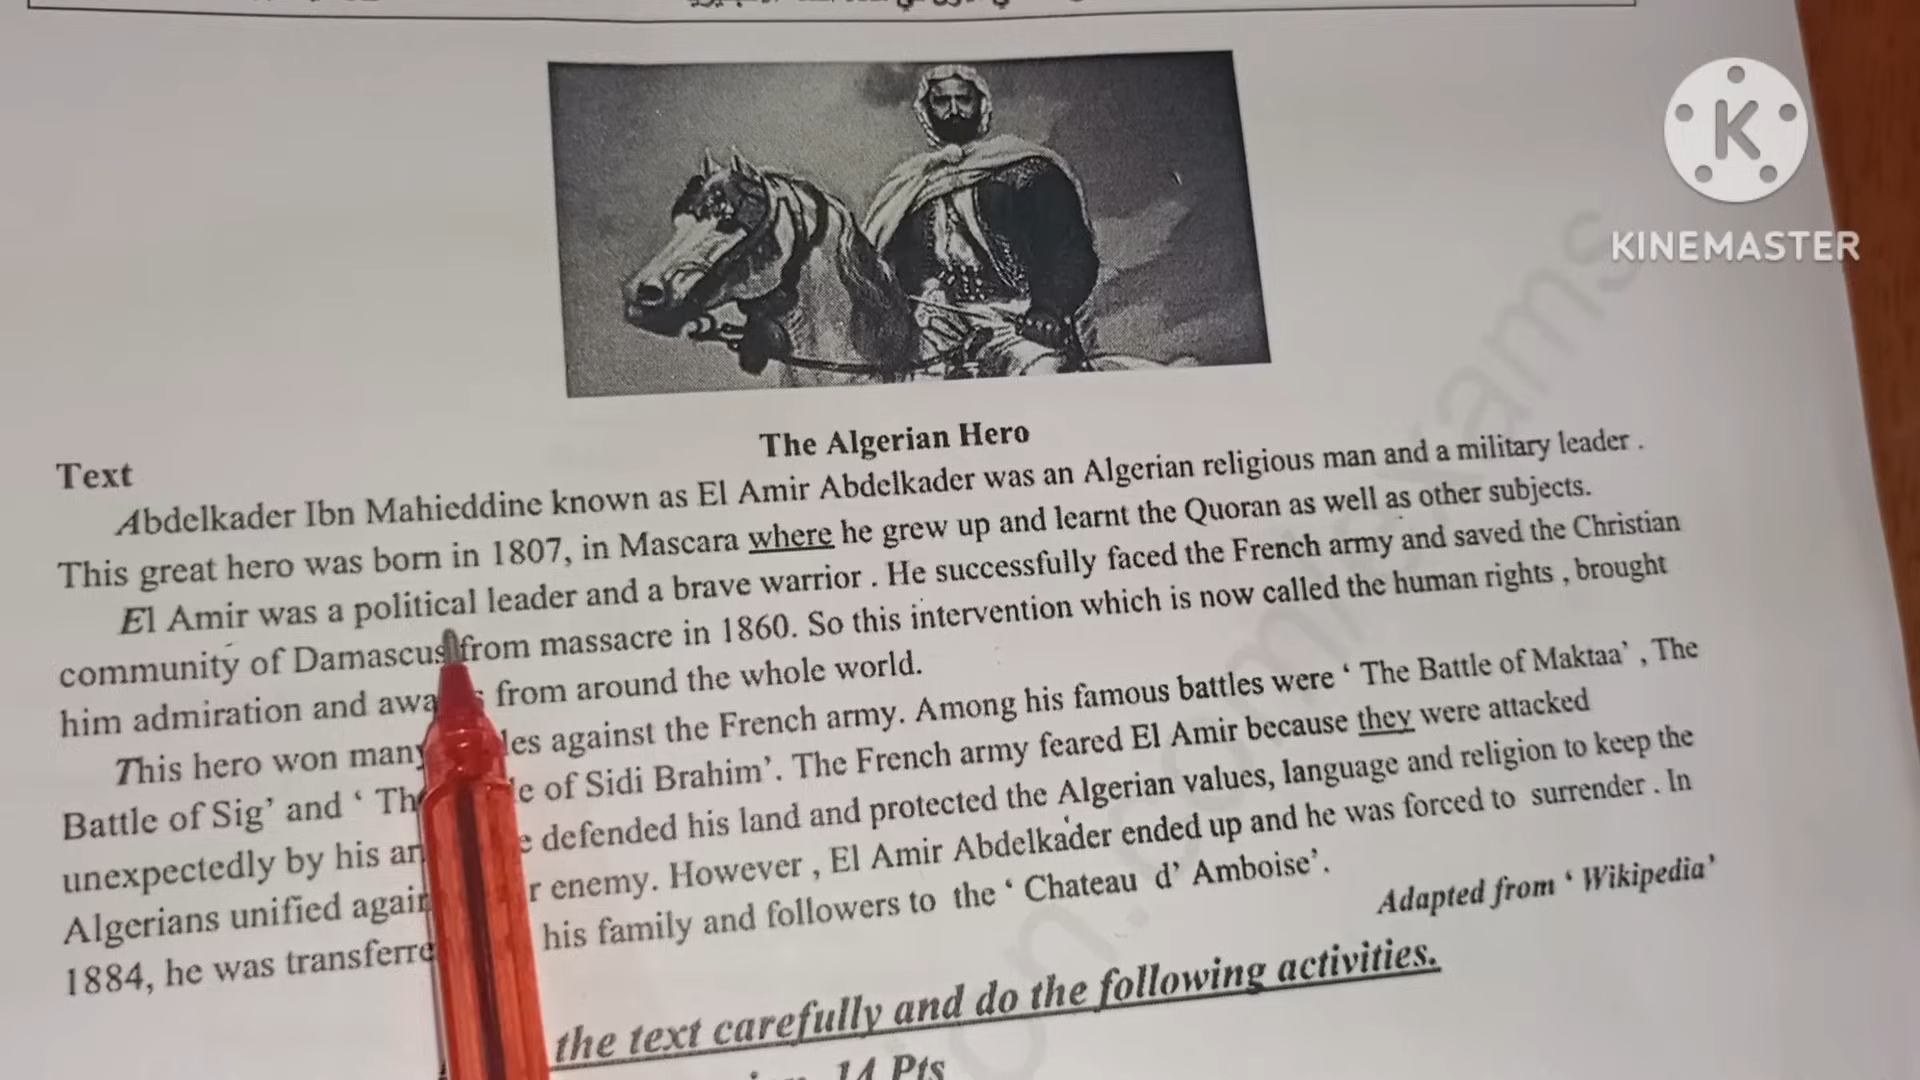 KINEMASTER
The Algerian Hero
Text
Abdelkader Ibn Mahieddine known as El Amir Abdelkader was an Algerian religious man and a military leader .
This great hero was born in 1807, in Mascara where he grew up and learnt the Quoran as well as other subjects.
El Amir was a political leader and a brave warrior . He successfully faced the French army and saved the Christian
community of Damascus from massacre in 1860. So this intervention which is now called the human rights , brought
him admiration and from around the whole world.
This hero won many against the French army. Among his famous battles were ‘ The Battle of Maktaa’ , The
Battle of Sig’ and ‘ of Sidi Brahim’. The French army feared El Amir because they were attacked
unexpectedly by his defended his land and protected the Algerian values, language and religion to keep the
Algerians unified enemy. However , El Amir Abdelkader ended up and he was forced to surrender . In
1884, he was his family and followers to the ‘ Chateau d’ Amboise’.
Adapted from ‘ Wikipedia’
the text carefully and do the following activities.
14 Pts